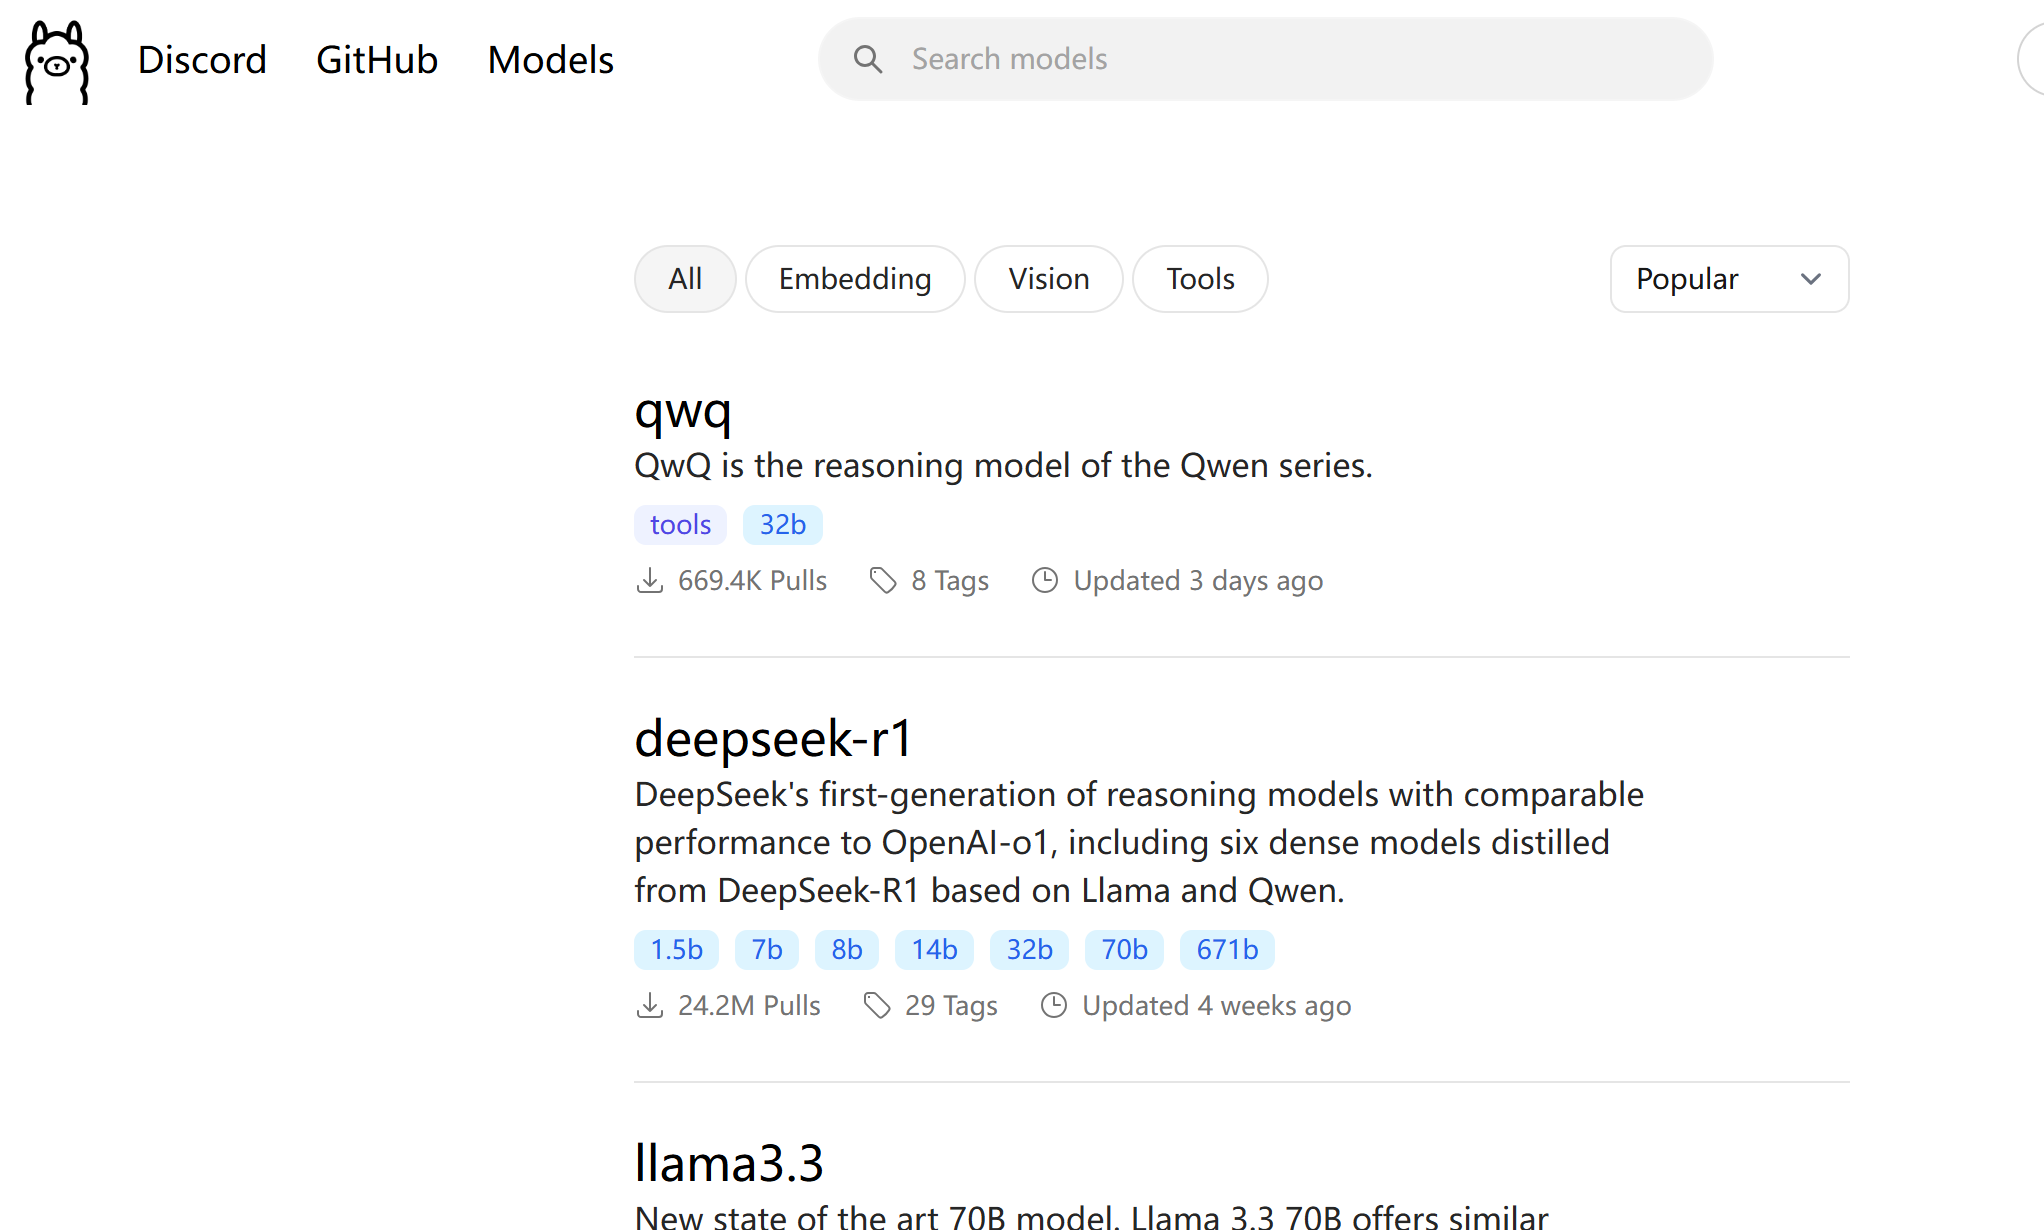 Discord GitHub Models Search models
All Embedding Vision Tools Popular
qwq
QwQ is the reasoning model of the Qwen series.
tools 32b
669.4K Pulls 8 Tags Updated 3 days ago
deepseek-r1
DeepSeek's first-generation of reasoning models with comparable
performance to OpenAI-o1, including six dense models distilled
from DeepSeek-R1 based on Llama and Qwen.
1.5b 7b 8b 14b 32b 70b 671b
24.2M Pulls 29 Tags Updated 4 weeks ago
llama3.3
New state of the art 70B model. Llama 3.3 70B offers similar